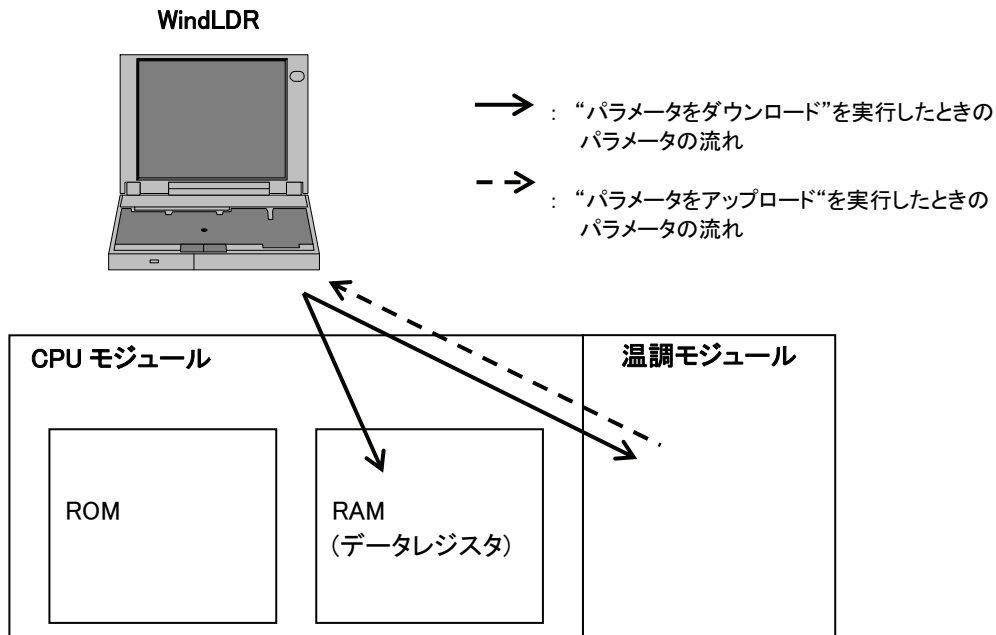 WindLDR
： “パラメータをダウンロード”を実行したときの
パラメータの流れ
： “パラメータをアップロード“を実行したときの
パラメータの流れ
CPU モジュール
温調モジュール
ROM
RAM
(データレジスタ)